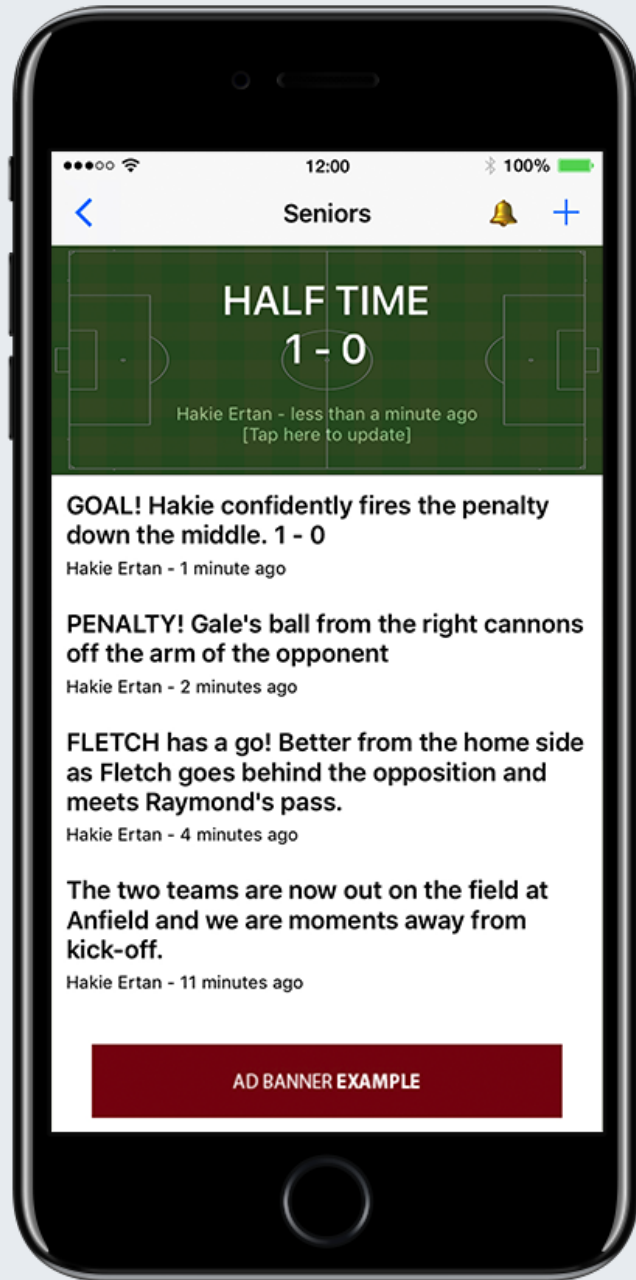 12:00
100%
Seniors
HALF TIME
1 - 0
Hakie Ertan - less than a minute ago
[Tap here to update]
GOAL! Hakie confidently fires the penalty
down the middle. 1 - 0
Hakie Ertan - 1 minute ago
PENALTY! Gale's ball from the right cannons
off the arm of the opponent
Hakie Ertan - 2 minutes ago
FLETCH has a go! Better from the home side
as Fletch goes behind the opposition and
meets Raymond's pass.
Hakie Ertan - 4 minutes ago
The two teams are now out on the field at
Anfield and we are moments away from
kick-off.
Hakie Ertan - 11 minutes ago
AD BANNER EXAMPLE